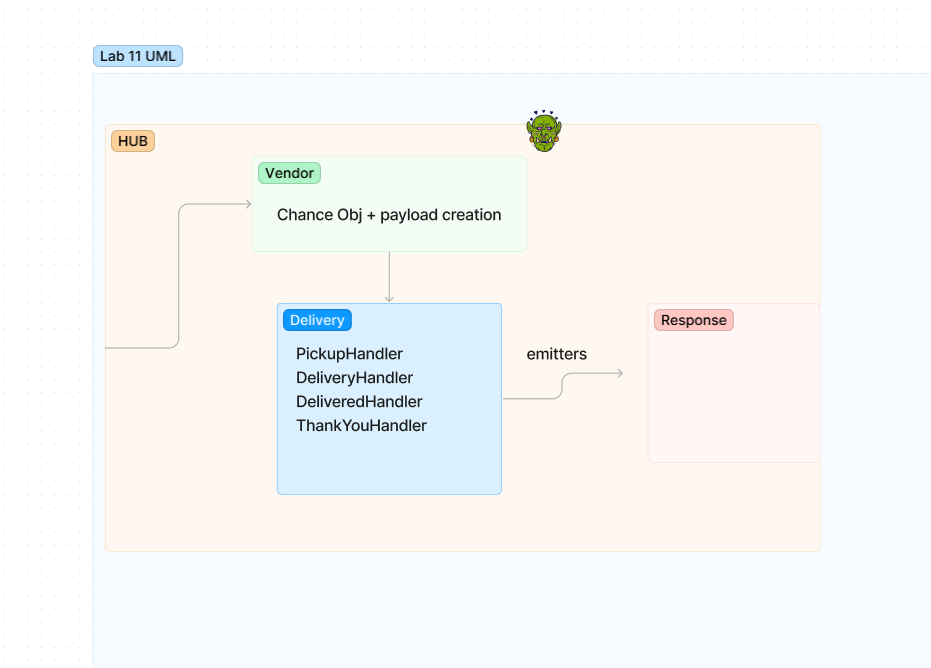 Lab 11 UML
HUB
Vendor
Chance Obj + payload creation
Delivery
PickupHandler
DeliveryHandler
DeliveredHandler
ThankYouHandler
emitters
Response